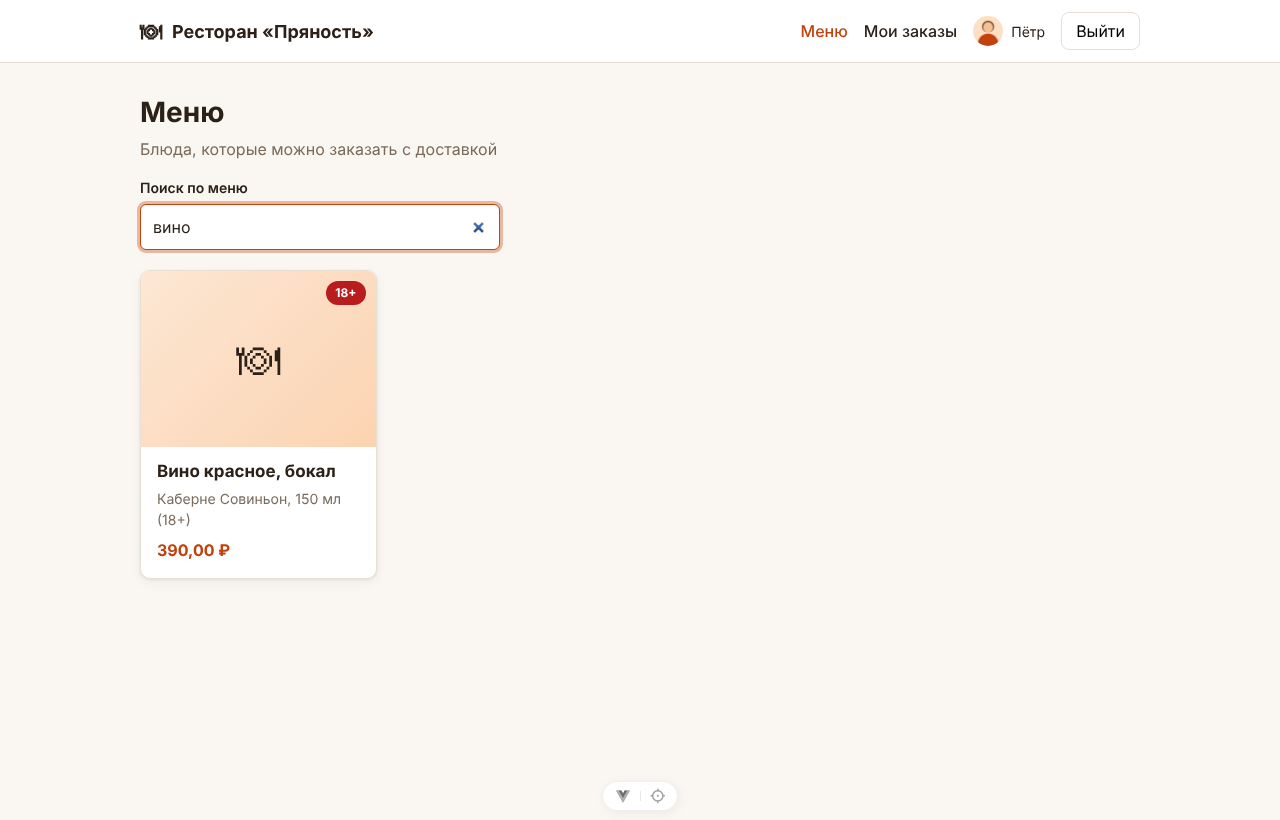 Ресторан «Пряность»
Меню
Мои заказы
Пётр
Выйти
Меню
Блюда, которые можно заказать с доставкой
Поиск по меню
вино
18+
Вино красное, бокал
Каберне Совиньон, 150 мл
(18+)
390,00 ₽